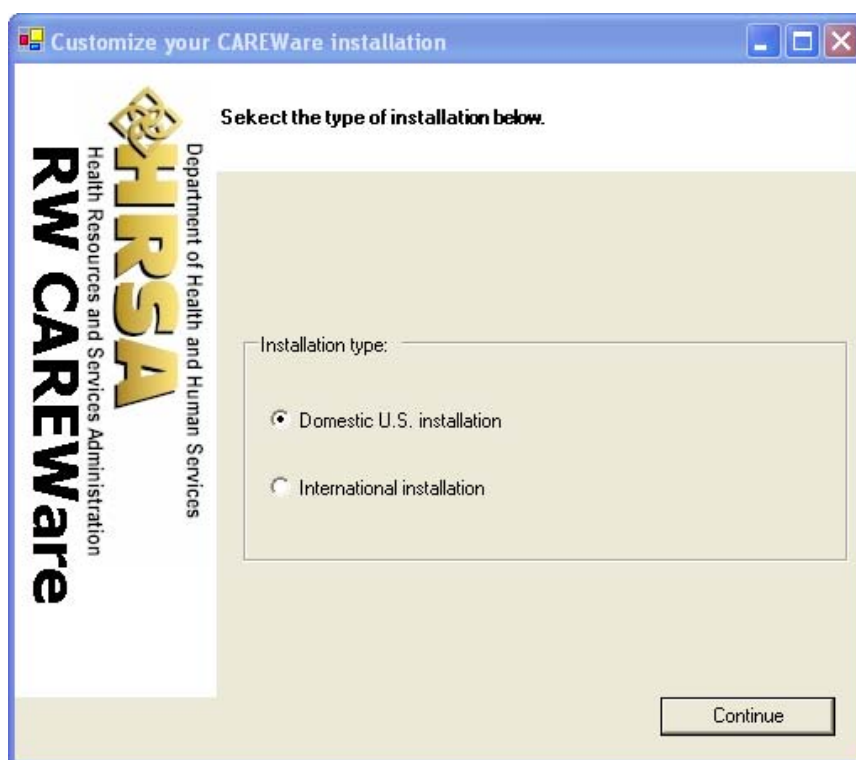 Customize your CAREWare installation
Sekect the type of installation below.
Department of Health and Human Services
HRSA
Health Resources and Services Administration
RW CAREWare
Installation type:
Domestic U.S. installation
International installation
Continue